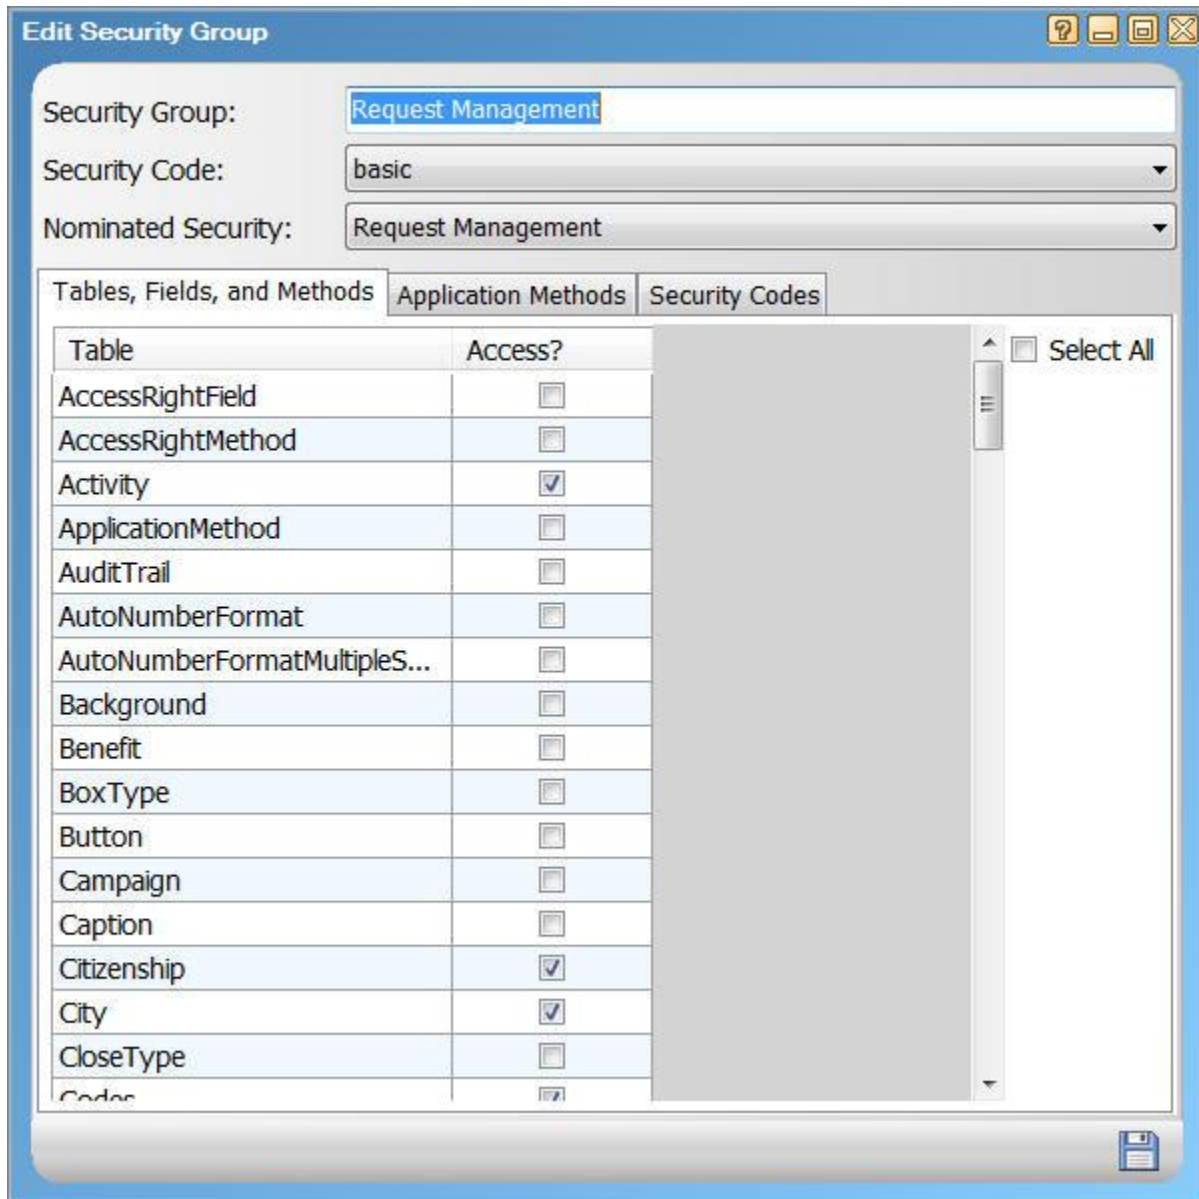 Edit Security Group
Security Group: Request Management
Security Code: basic
Nominated Security: Request Management
Tables, Fields, and Methods Application Methods Security Codes
Table Access? Select All
AccessRightField
AccessRightMethod
Activity
ApplicationMethod
AuditTrail
AutoNumberFormat
AutoNumberFormatMultipleS...
Background
Benefit
BoxType
Button
Campaign
Caption
Citizenship
City
CloseType
Codes